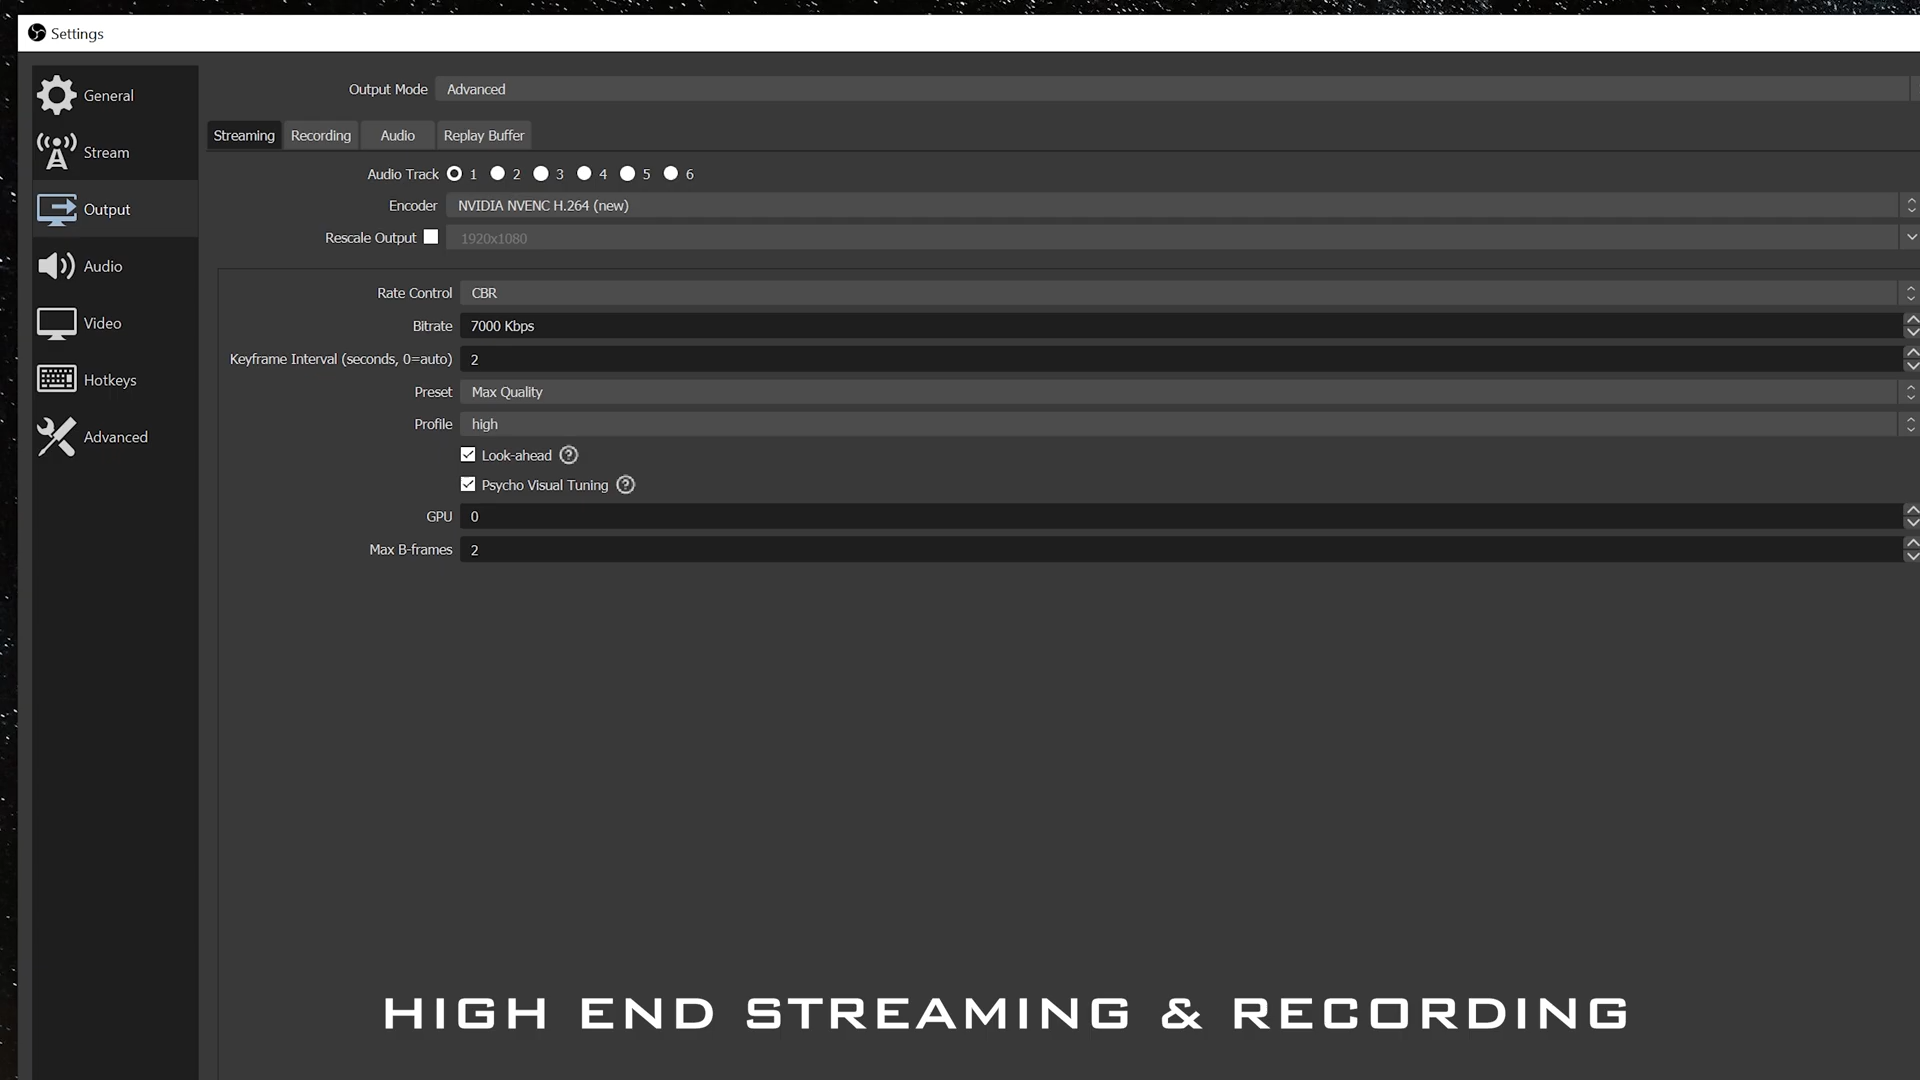 Settings
General
Stream
Output
Audio
Video
Hotkeys
Advanced
Output Mode Advanced
Streaming Recording Audio Replay Buffer
Audio Track 1 2 3 4 5 6
Encoder NVIDIA NVENC H.264 (new)
Rescale Output 1920x1080
Rate Control CBR
Bitrate 7000 Kbps
Keyframe Interval (seconds, 0=auto) 2
Preset Max Quality
Profile high
Look-ahead ?
Psycho Visual Tuning ?
GPU 0
Max B-frames 2
HIGH END STREAMING & RECORDING